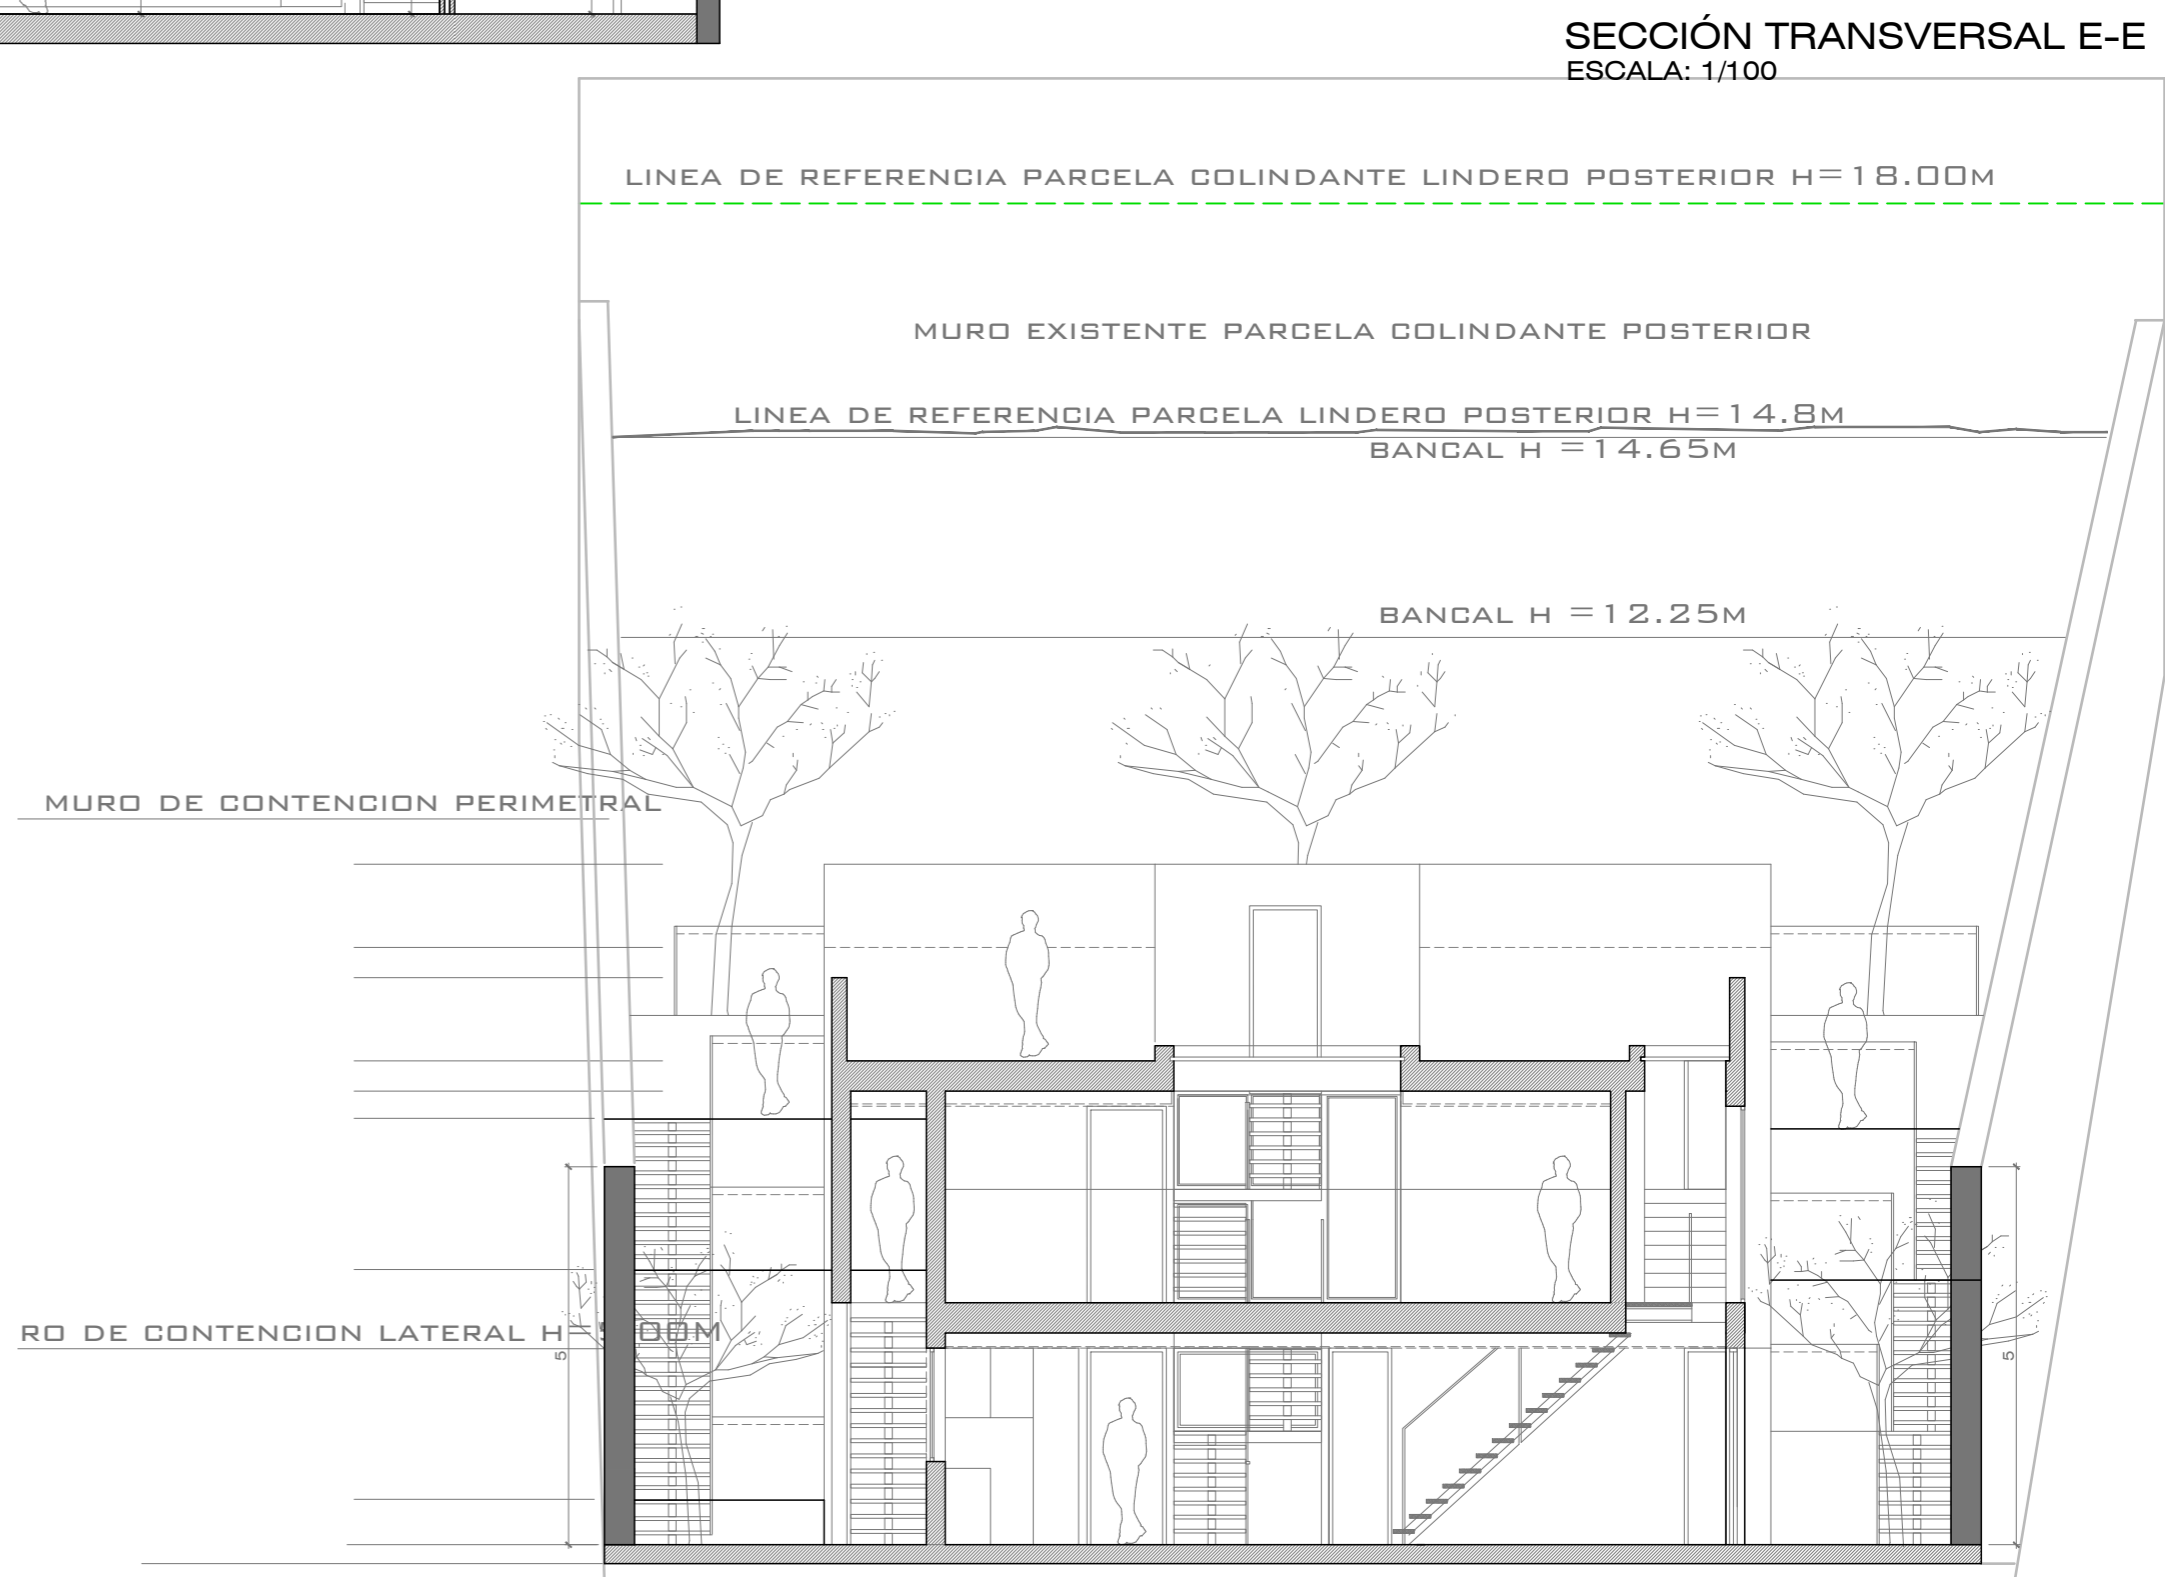 SECCIÓN TRANSVERSAL E-E
ESCALA: 1/100
LINEA DE REFERENCIA PARCELA COLINDANTE LINDERO POSTERIOR H=18.00M
MURO EXISTENTE PARCELA COLINDANTE POSTERIOR
LINEA DE REFERENCIA PARCELA LINDERO POSTERIOR H=14.8M
BANCAL H =14.65M
BANCAL H =12.25M
MURO DE CONTENCION PERIMETRAL
RO DE CONTENCION LATERAL H=5.00M
5
5